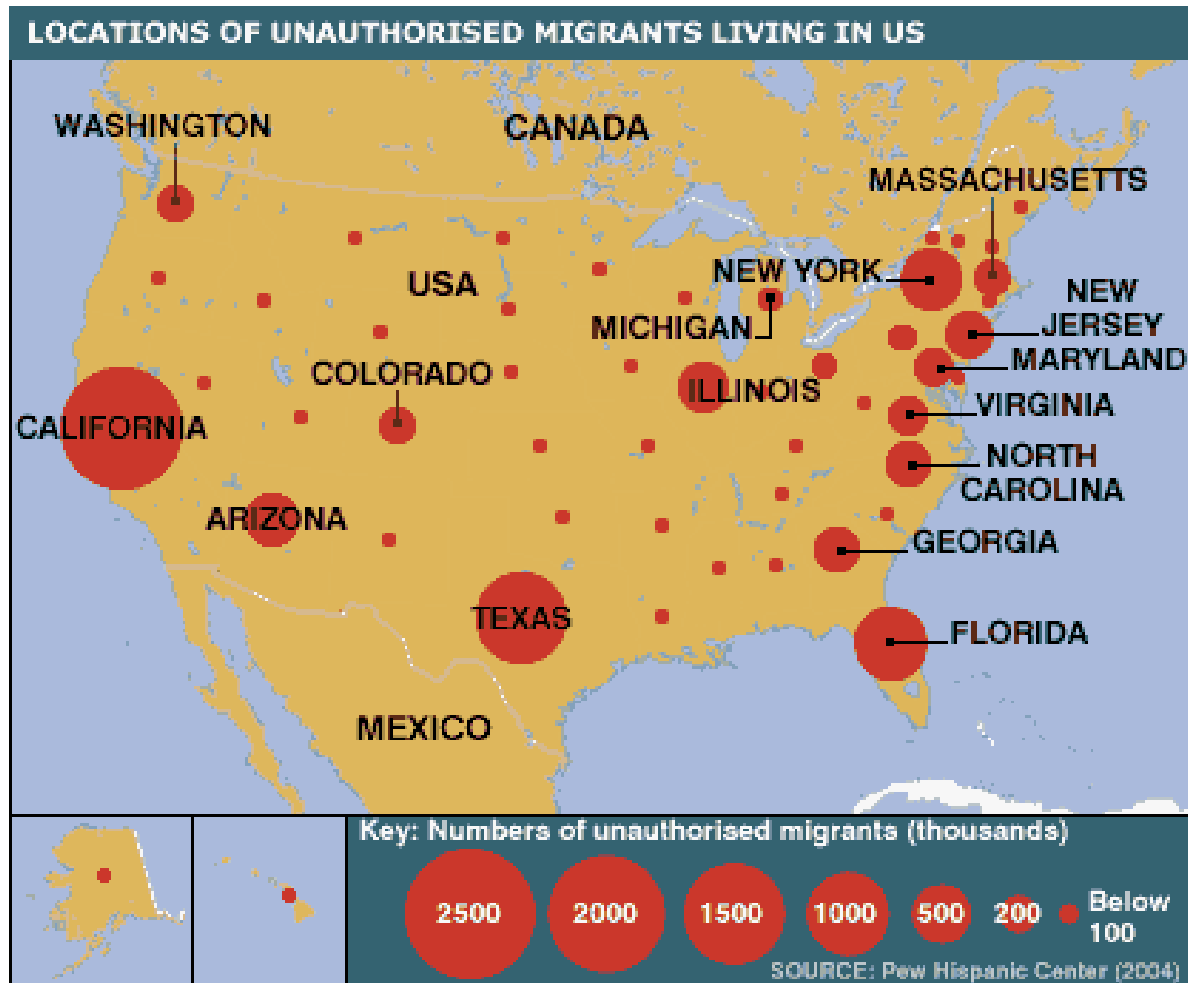 LOCATIONS OF UNAUTHORISED MIGRANTS LIVING IN US
WASHINGTON
CANADA
MASSACHUSETTS
USA
NEW YORK
NEW
JERSEY
MICHIGAN
MARYLAND
COLORADO
ILLINOIS
VIRGINIA
CALIFORNIA
NORTH
CAROLINA
ARIZONA
GEORGIA
TEXAS
FLORIDA
MEXICO
Key: Numbers of unauthorised migrants (thousands)
2500 2000 1500 1000 500 200 Below
100
SOURCE: Pew Hispanic Center (2004)